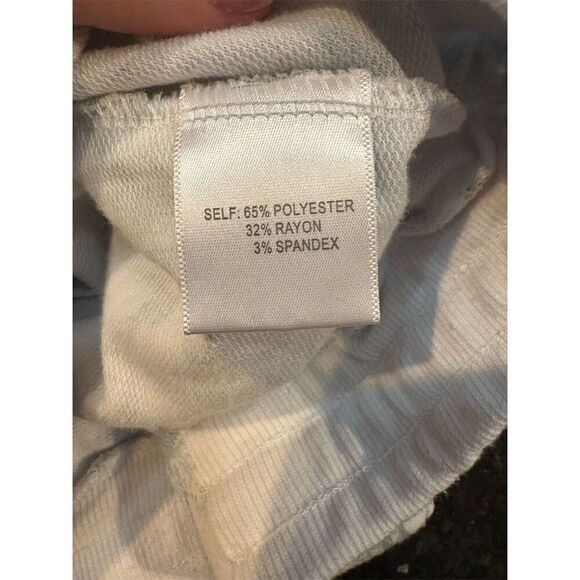 SELF: 65% POLYESTER
32% RAYON
3% SPANDEX